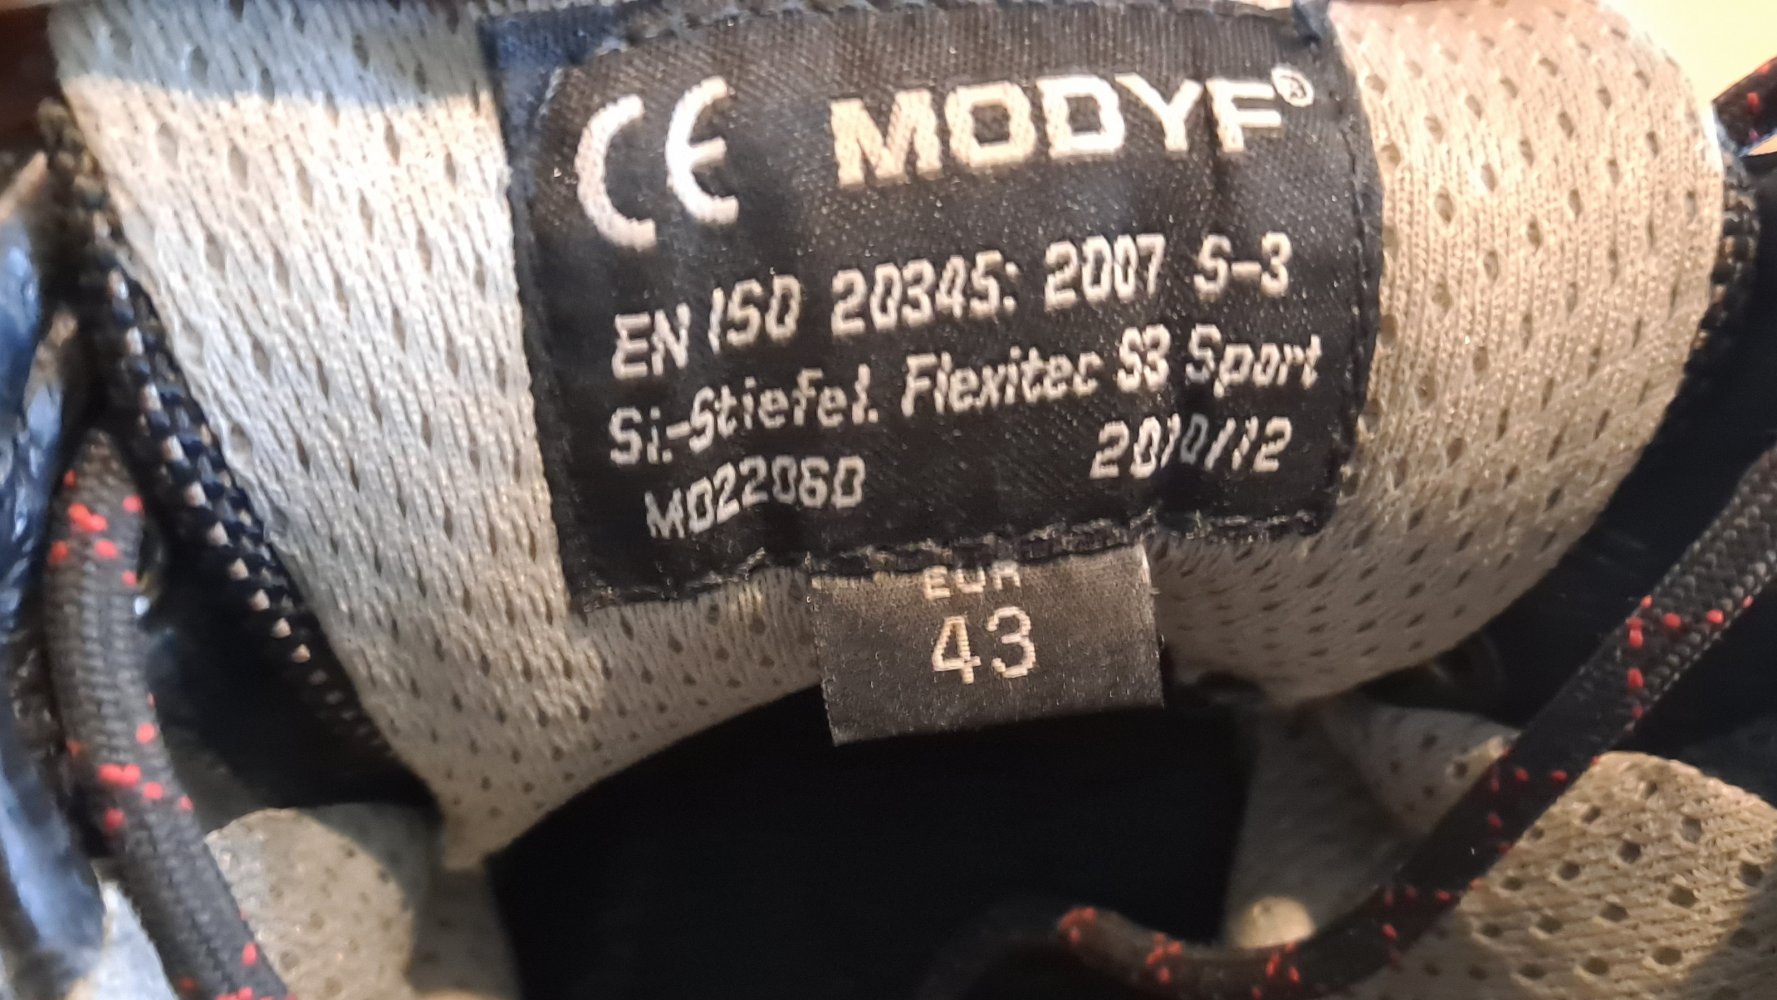 CE MODYF®
EN ISO 20345: 2007 S-3
Si.-Stiefel. Flexitec S3 Sport
M022060 2010/12
EUR
43